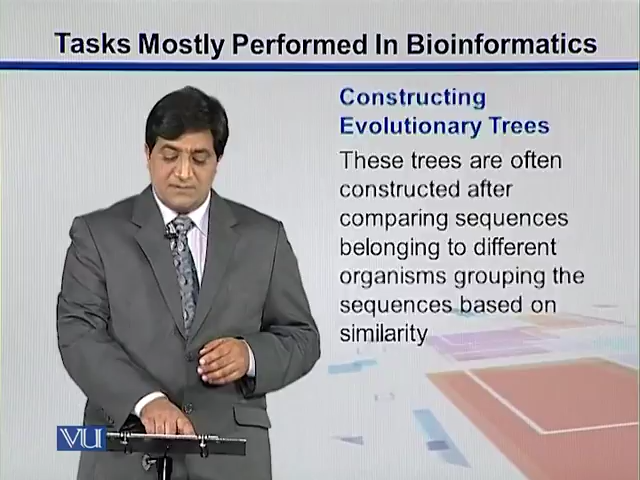 Tasks Mostly Performed In Bioinformatics
Constructing
Evolutionary Trees
These trees are often
constructed after
comparing sequences
belonging to different
organisms grouping the
sequences based on
similarity
VU